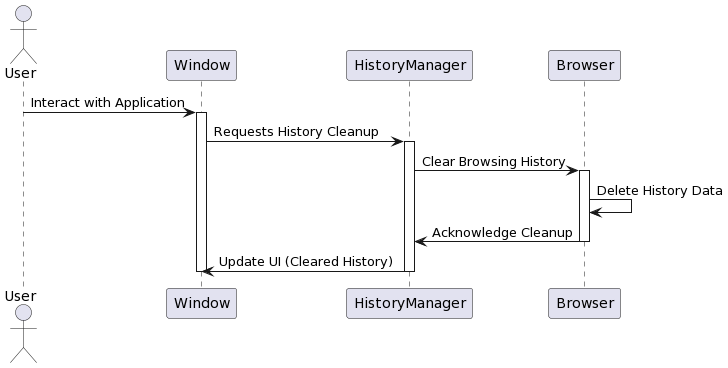 User
Window
HistoryManager
Browser
Interact with Application
Requests History Cleanup
Clear Browsing History
Delete History Data
Acknowledge Cleanup
Update UI (Cleared History)
User
Window
HistoryManager
Browser